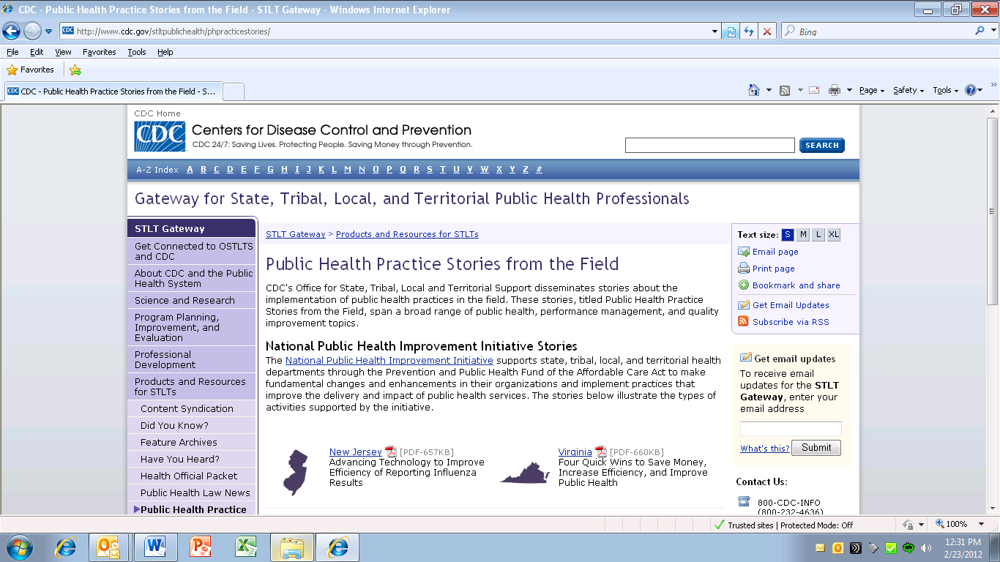 CDC - Public Health Practice Stories from the Field - STLT Gateway - Windows Internet Explorer
http://www.cdc.gov/stltpublichealth/phpracticestories/
Bing
File Edit View Favorites Tools Help
Favorites
CDC - Public Health Practice Stories from the Field - S...
Page Safety Tools
CDC Home
CDC
Centers for Disease Control and Prevention
CDC 24/7: Saving Lives. Protecting People. Saving Money through Prevention.
SEARCH
A-Z Index A B C D E F G H I J K L M N O P Q R S T U V W X Y Z #
Gateway for State, Tribal, Local, and Territorial Public Health Professionals
STLT Gateway
Get Connected to OSTLTS
and CDC
About CDC and the Public
Health System
Science and Research
Program Planning,
Improvement, and
Evaluation
Professional
Development
Products and Resources
for STLTs
Content Syndication
Did You Know?
Feature Archives
Have You Heard?
Health Official Packet
Public Health Law News
Public Health Practice
STLT Gateway > Products and Resources for STLTs
Public Health Practice Stories from the Field
CDC's Office for State, Tribal, Local and Territorial Support disseminates stories about the
implementation of public health practices in the field. These stories, titled Public Health Practice
Stories from the Field, span a broad range of public health, performance management, and quality
improvement topics.
National Public Health Improvement Initiative Stories
The National Public Health Improvement Initiative supports state, tribal, local, and territorial health
departments through the Prevention and Public Health Fund of the Affordable Care Act to make
fundamental changes and enhancements in their organizations and implement practices that
improve the delivery and impact of public health services. The stories below illustrate the types of
activities supported by the initiative.
New Jersey [PDF-657KB]
Advancing Technology to Improve
Efficiency of Reporting Influenza
Results
Virginia [PDF-660KB]
Four Quick Wins to Save Money,
Increase Efficiency, and Improve
Public Health
Text size: S M L XL
Email page
Print page
Bookmark and share
Get Email Updates
Subscribe via RSS
Get email updates
To receive email
updates for the STLT
Gateway, enter your
email address
What's this? Submit
Contact Us:
800-CDC-INFO
(800-232-4636)
Trusted sites | Protected Mode: Off
100%
12:31 PM
2/23/2012